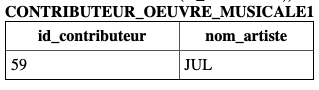 CONTRIBUTEUR_OEUVRE_MUSICALE1
id_contributeur nom_artiste
59 JUL